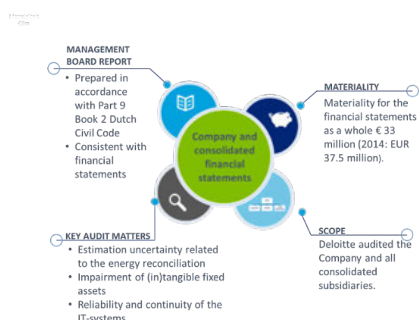 MANAGEMENT
BOARD REPORT
• Prepared in
accordance
with Part 9
Book 2 Dutch
Civil Code
• Consistent with
financial
statements
MATERIALITY
Materiality for the
financial statements
as a whole € 33
million (2014: EUR
37.5 million).
Company and
consolidated
financial
statements
KEY AUDIT MATTERS
• Estimation uncertainty related
to the energy reconciliation
• Impairment of (in)tangible fixed
assets
• Reliability and continuity of the
IT-systems
SCOPE
Deloitte audited the
Company and all
consolidated
subsidiaries.